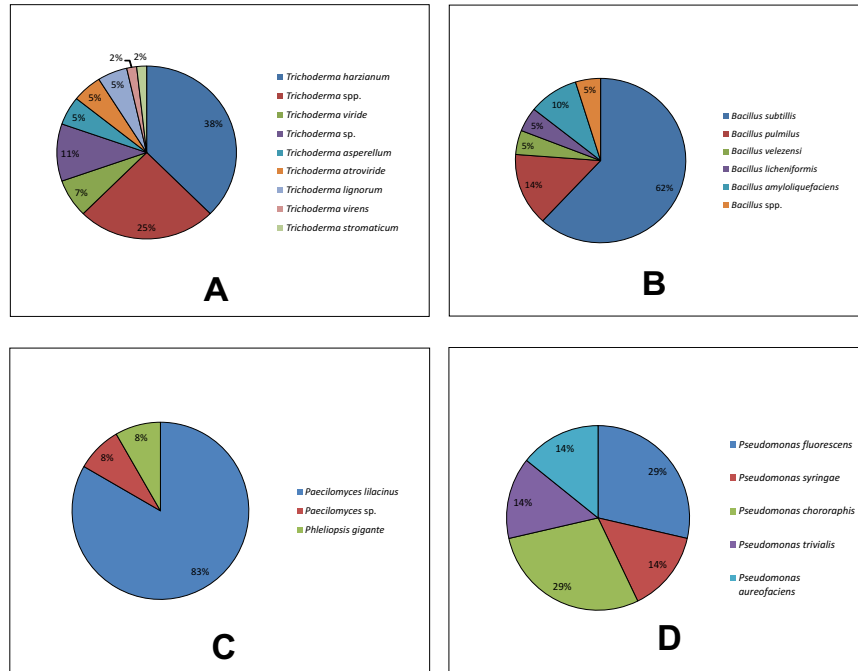 2%
2%
5%
5%
5%
11%
7%
25%
38%
Trichoderma harzianum
Trichoderma spp.
Trichoderma viride
Trichoderma sp.
Trichoderma asperellum
Trichoderma atroviride
Trichoderma lignorum
Trichoderma virens
Trichoderma stromaticum
A
5%
10%
5%
5%
14%
62%
Bacillus subtillis
Bacillus pulmilus
Bacillus velezensi
Bacillus licheniformis
Bacillus amyloliquefaciens
Bacillus spp.
B
8%
8%
83%
Paecilomyces lilacinus
Paecilomyces sp.
Phleliopsis gigante
C
14%
29%
14%
14%
29%
Pseudomonas fluorescens
Pseudomonas syringae
Pseudomonas chororaphis
Pseudomonas trivialis
Pseudomonas
aureofaciens
D